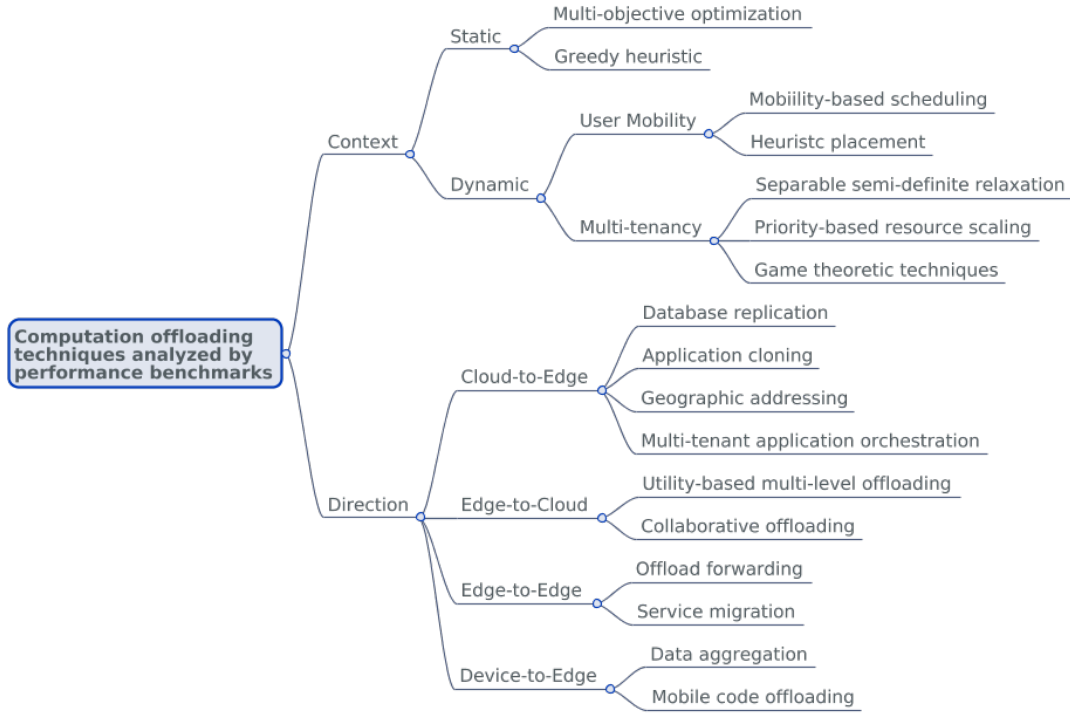 Computation offloading
techniques analyzed by
performance benchmarks
Context
Static
Multi-objective optimization
Greedy heuristic
Dynamic
User Mobility
Mobiility-based scheduling
Heuristc placement
Multi-tenancy
Separable semi-definite relaxation
Priority-based resource scaling
Game theoretic techniques
Direction
Cloud-to-Edge
Database replication
Application cloning
Geographic addressing
Multi-tenant application orchestration
Edge-to-Cloud
Utility-based multi-level offloading
Collaborative offloading
Edge-to-Edge
Offload forwarding
Service migration
Device-to-Edge
Data aggregation
Mobile code offloading